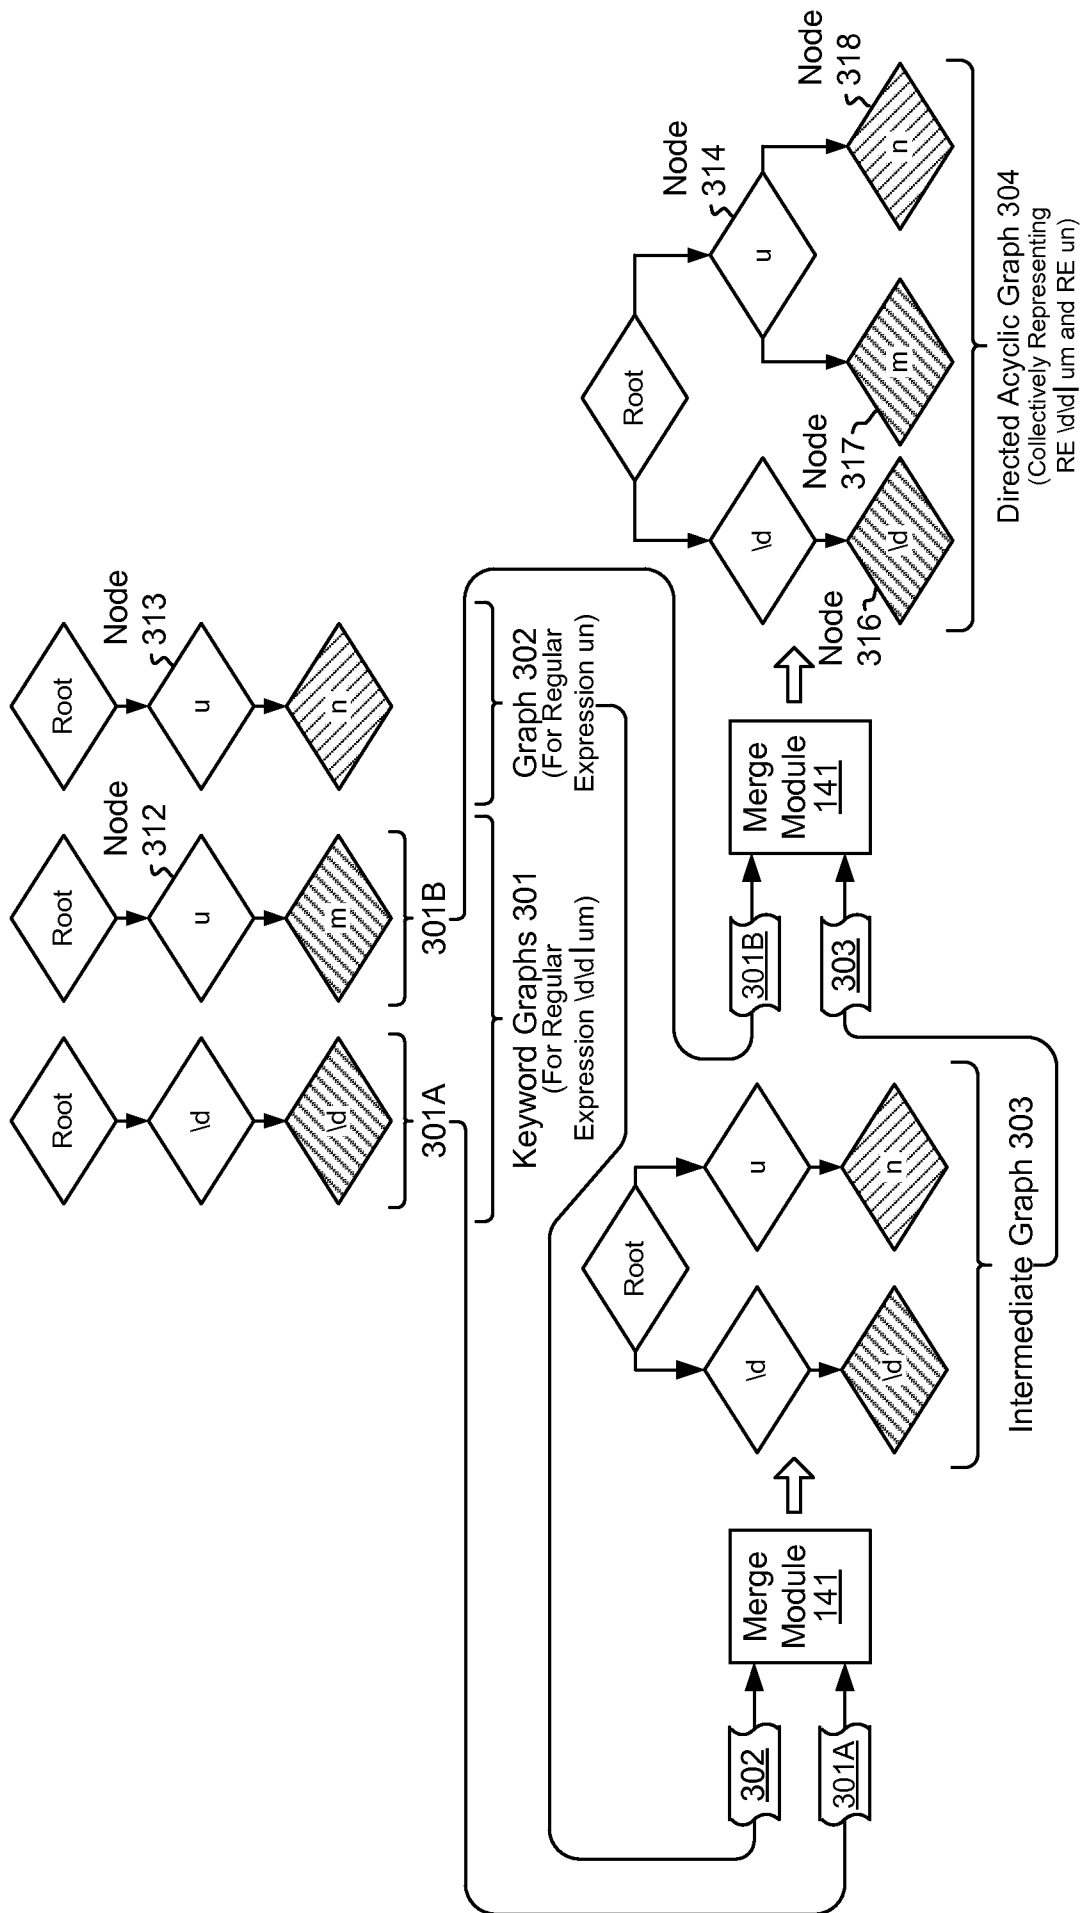 Root
\d
\d
301A
Root
Node
312
u
m
301B
Root
Node
313
u
n
Keyword Graphs 301
(For Regular
Expression \d\d| um)
Graph 302
(For Regular
Expression un)
302
301A
Merge
Module
141
Root
\d
\d
u
n
Intermediate Graph 303
301B
303
Merge
Module
141
Root
\d
\d
Node
316
Node
314
u
m
Node
317
n
Node
318
Directed Acyclic Graph 304
(Collectively Representing
RE \d\d| um and RE un)